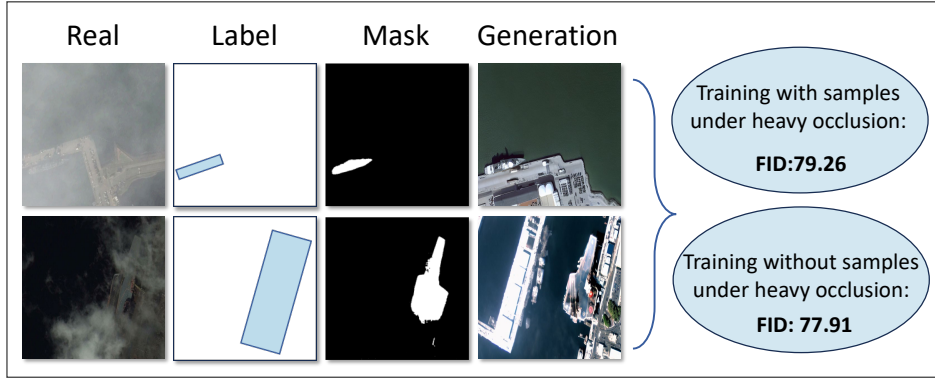 Real Label Mask Generation
Training with samples
under heavy occlusion:
FID:79.26
Training without samples
under heavy occlusion:
FID: 77.91